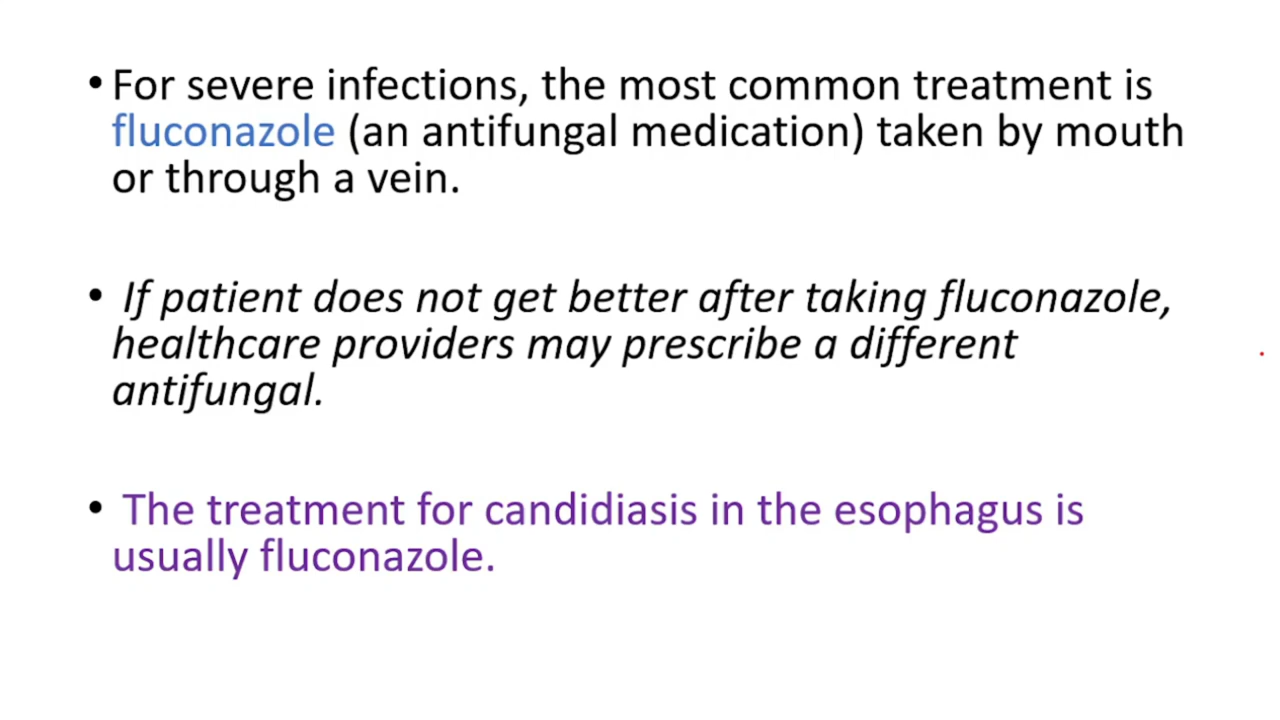 • For severe infections, the most common treatment is
fluconazole (an antifungal medication) taken by mouth
or through a vein.
• If patient does not get better after taking fluconazole,
healthcare providers may prescribe a different
antifungal.
• The treatment for candidiasis in the esophagus is
usually fluconazole.